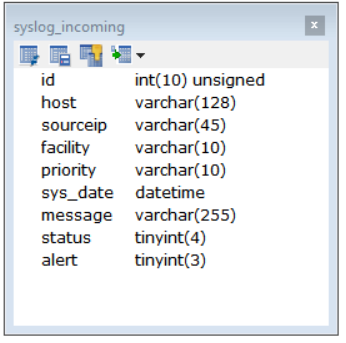 syslog_incoming x
id int(10) unsigned
host varchar(128)
sourceip varchar(45)
facility varchar(10)
priority varchar(10)
sys_date datetime
message varchar(255)
status tinyint(4)
alert tinyint(3)